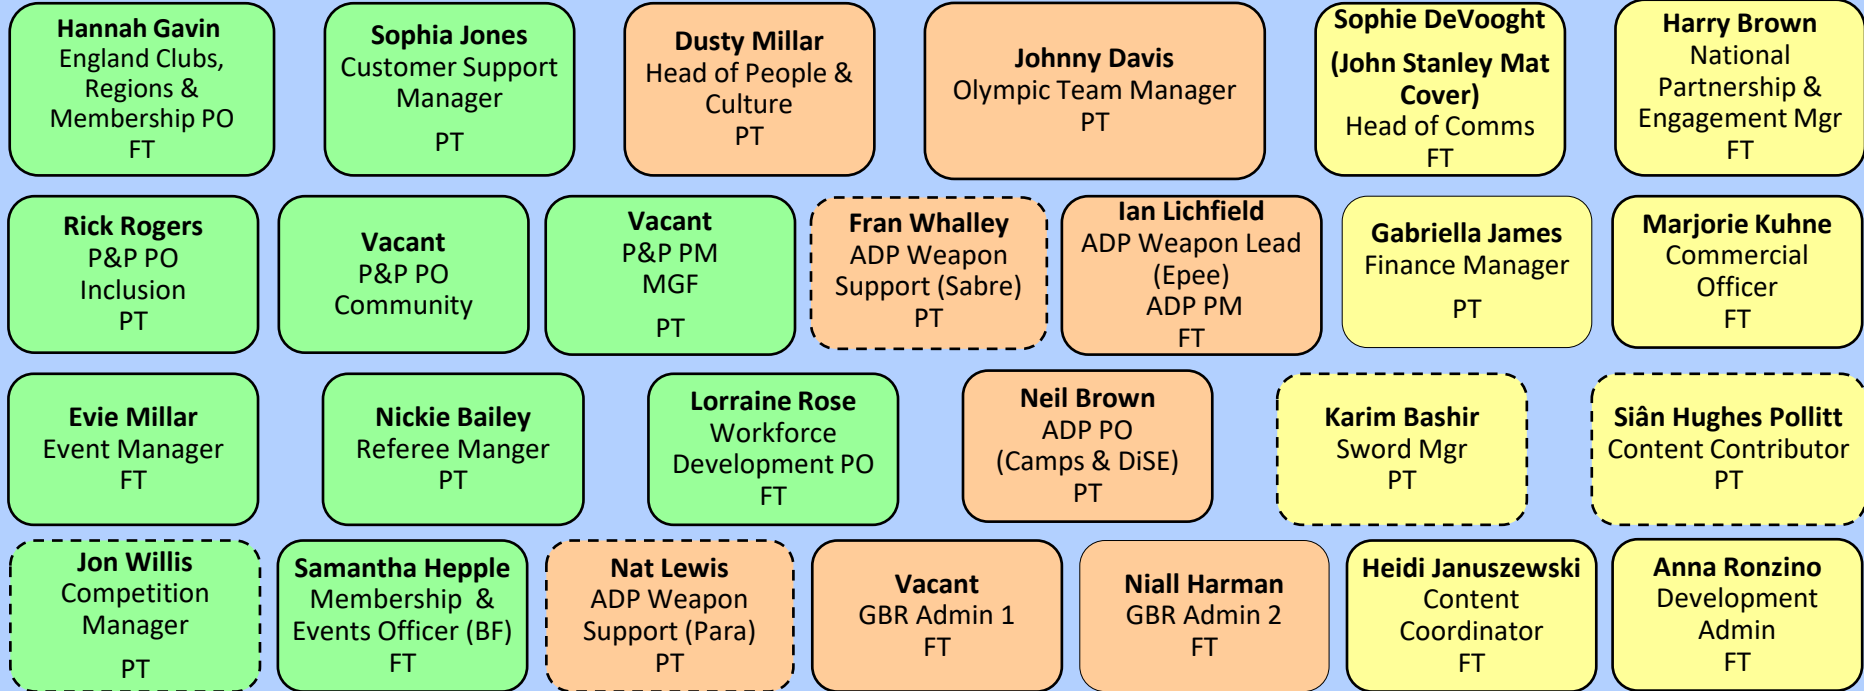 Hannah Gavin
England Clubs,
Regions &
Membership PO
FT
Sophia Jones
Customer Support
Manager
PT
Dusty Millar
Head of People &
Culture
PT
Johnny Davis
Olympic Team Manager
PT
Sophie DeVooght
(John Stanley Mat
Cover)
Head of Comms
FT
Harry Brown
National
Partnership &
Engagement Mgr
FT
Rick Rogers
P&P PO
Inclusion
PT
Vacant
P&P PO
Community
Vacant
P&P PM
MGF
PT
Fran Whalley
ADP Weapon
Support (Sabre)
PT
Ian Lichfield
ADP Weapon Lead
(Epee)
ADP PM
FT
Gabriella James
Finance Manager
PT
Marjorie Kuhne
Commercial
Officer
FT
Evie Millar
Event Manager
FT
Nickie Bailey
Referee Manger
PT
Lorraine Rose
Workforce
Development PO
FT
Neil Brown
ADP PO
(Camps & DiSE)
PT
Karim Bashir
Sword Mgr
PT
Siân Hughes Pollitt
Content Contributor
PT
Jon Willis
Competition
Manager
PT
Samantha Hepple
Membership &
Events Officer (BF)
FT
Nat Lewis
ADP Weapon
Support (Para)
PT
Vacant
GBR Admin 1
FT
Niall Harman
GBR Admin 2
FT
Heidi Januszewski
Content
Coordinator
FT
Anna Ronzino
Development
Admin
FT